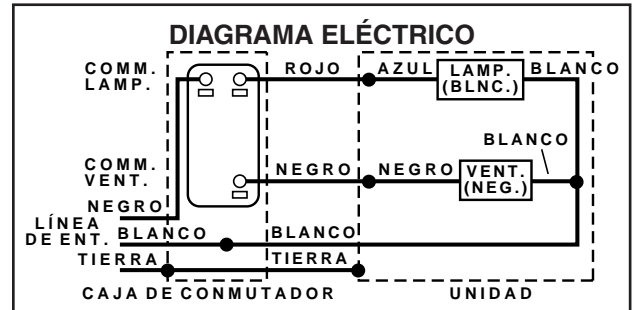 DIAGRAMA ELÉCTRICO
COMM. LAMP.
ROJO
AZUL
LAMP. (BLNC.)
BLANCO
BLANCO
COMM. VENT.
NEGRO
NEGRO
VENT. (NEG.)
NEGRO
LÍNEA DE ENT.
BLANCO
BLANCO
TIERRA
TIERRA
CAJA DE CONMUTADOR
UNIDAD